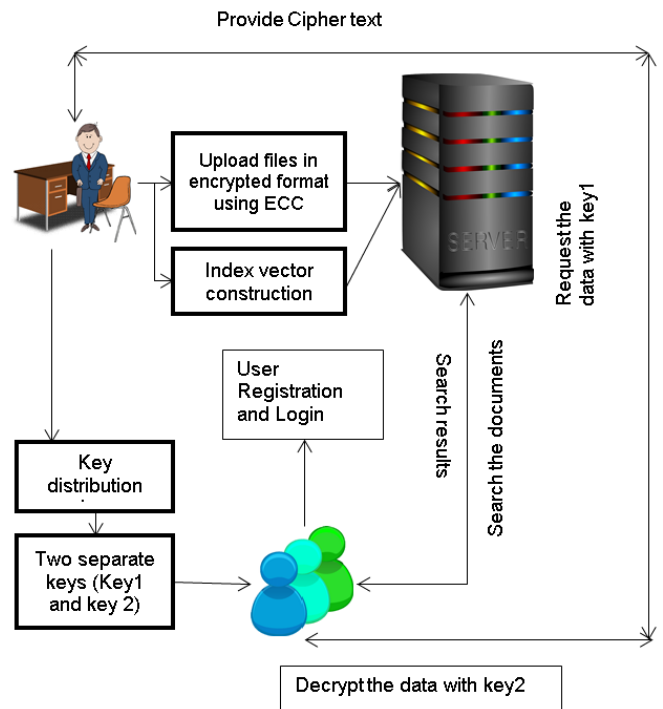 Provide Cipher text
Upload files in
encrypted format
using ECC
SERVER
Index vector
construction
Request the
data with key1
User
Registration
and Login
Search results
Search the documents
Key
distribution
Two separate
keys (Key1
and key 2)
Decrypt the data with key2